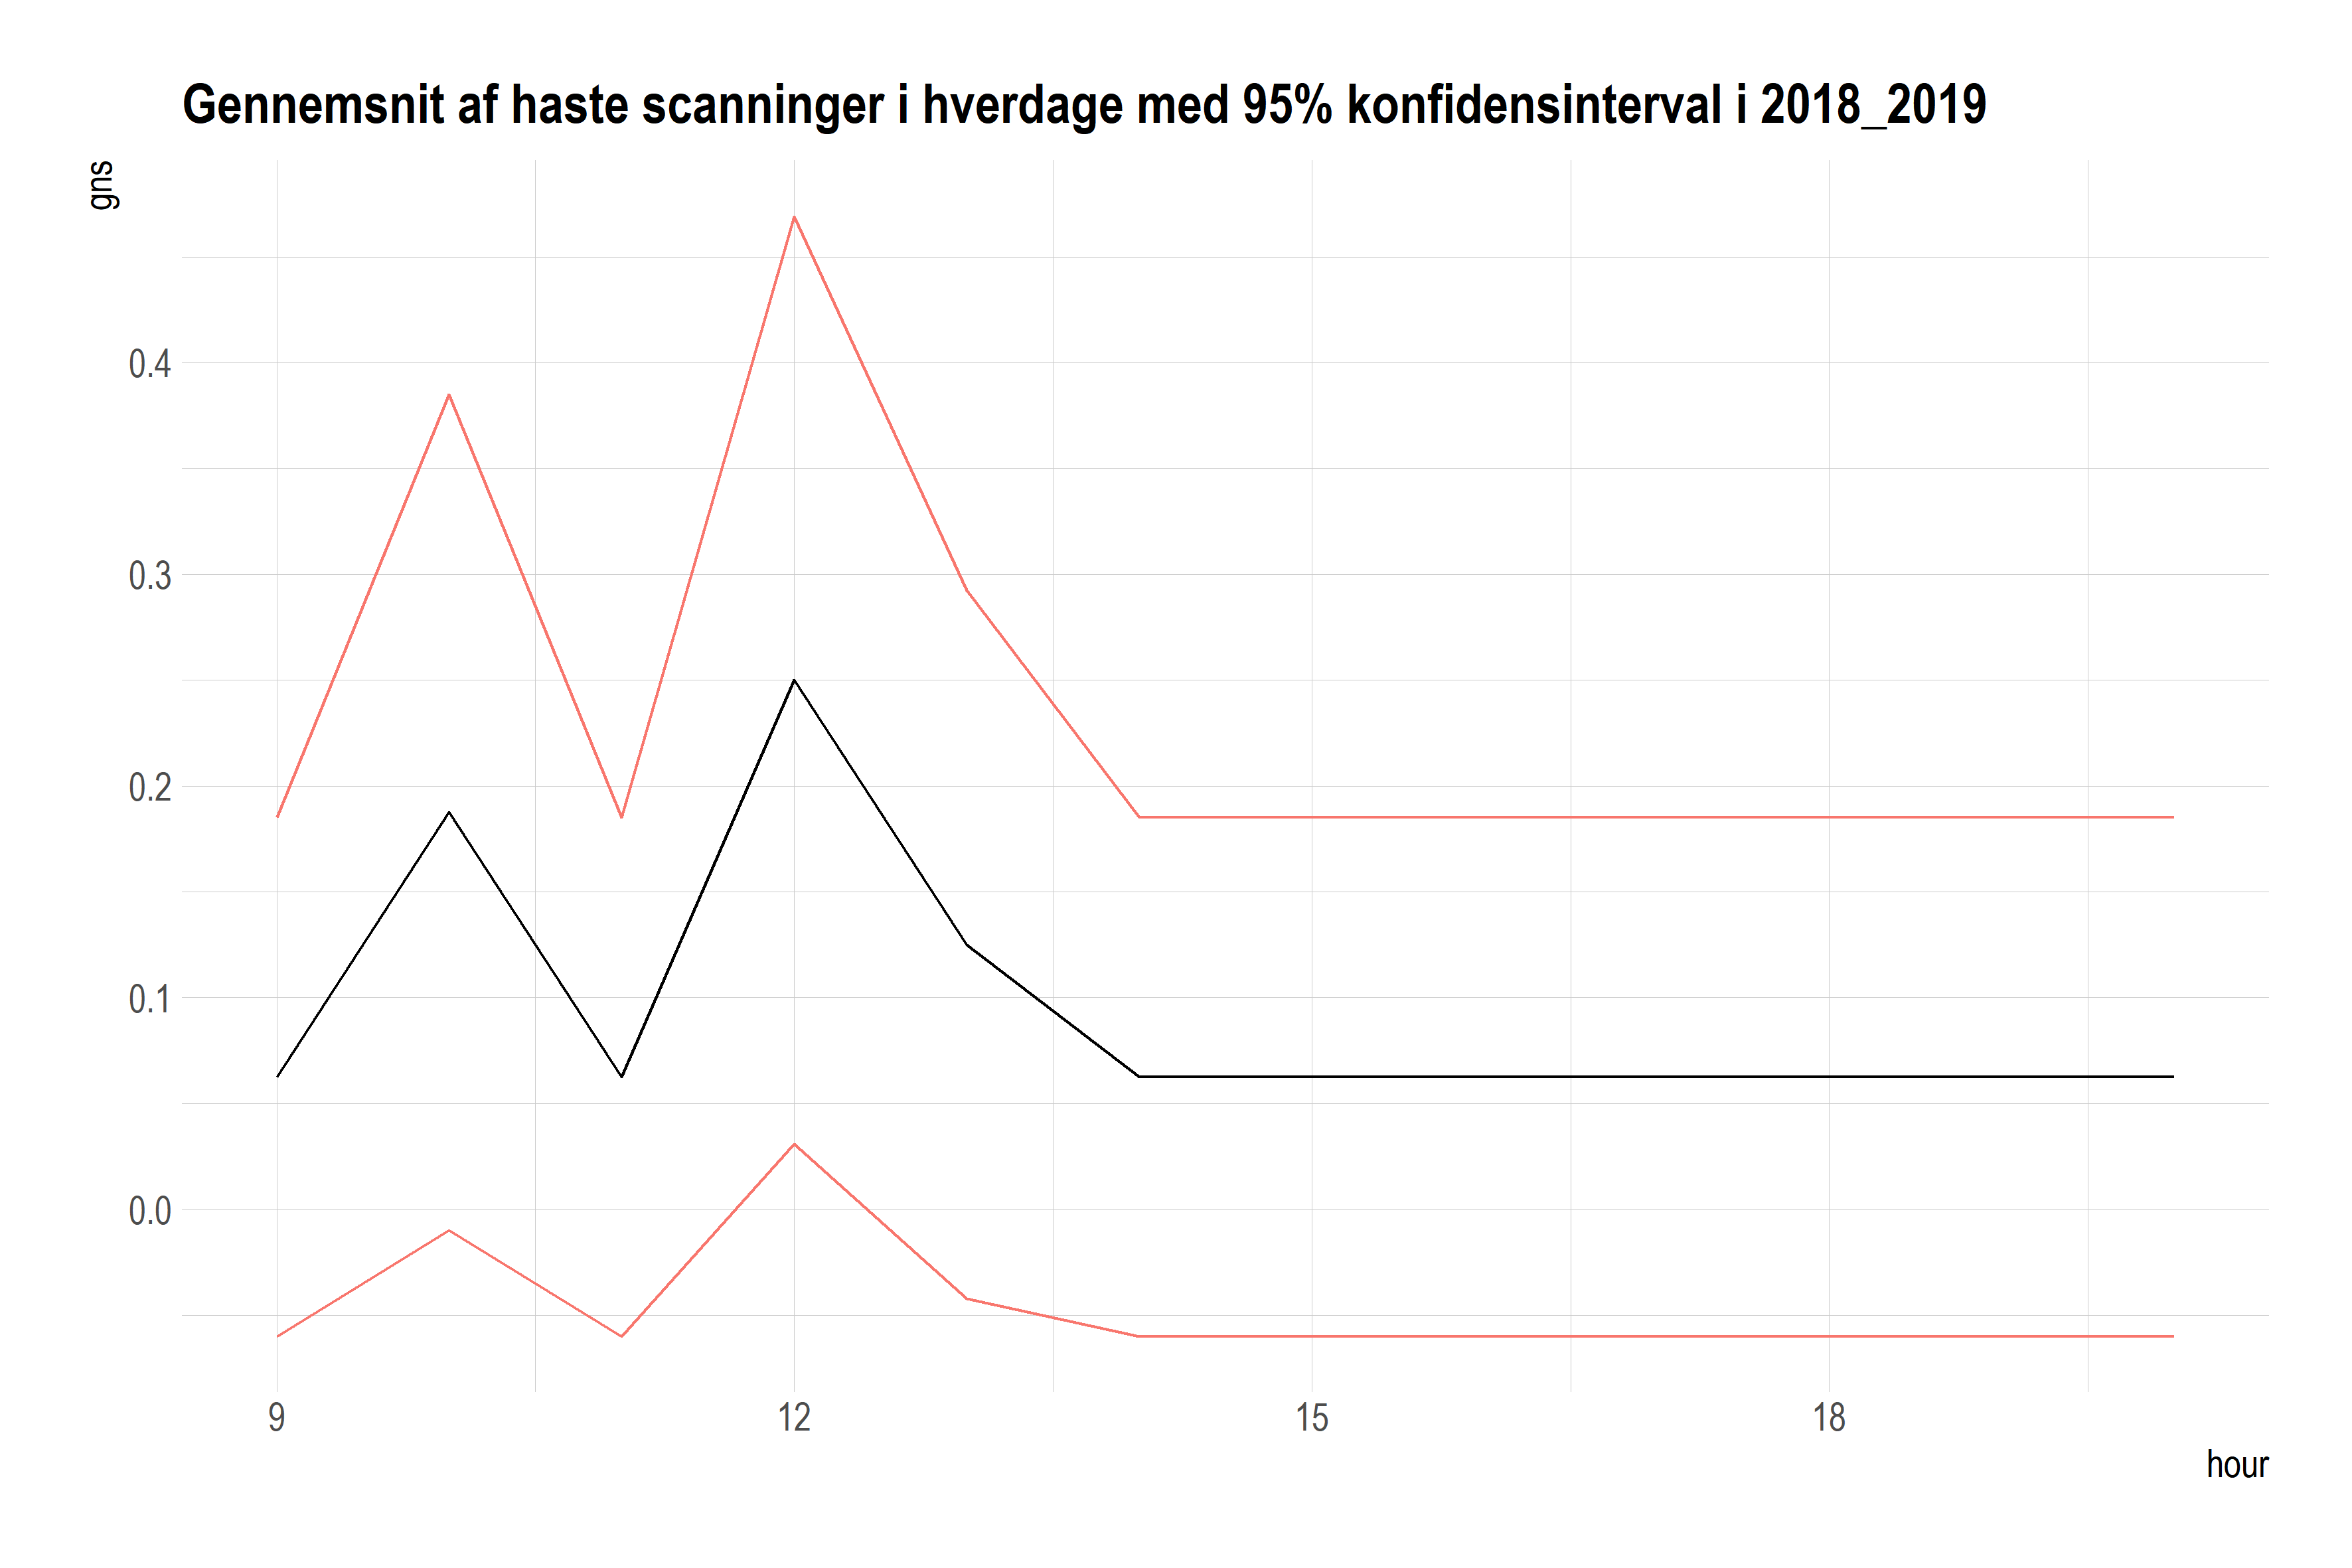 Gennemsnit af haste scanninger i hverdage med 95% konfidensinterval i 2018_2019
gns
0.4
0.3
0.2
0.1
0.0
9 12 15 18
hour